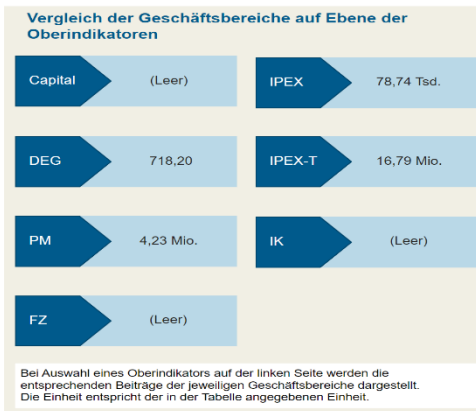 Vergleich der Geschäftsbereiche auf Ebene der
Oberindikatoren
Capital (Leer)
IPEX 78,74 Tsd.
DEG 718,20
IPEX-T 16,79 Mio.
PM 4,23 Mio.
IK (Leer)
FZ (Leer)
Bei Auswahl eines Oberindikators auf der linken Seite werden die
entsprechenden Beiträge der jeweiligen Geschäftsbereiche dargestellt.
Die Einheit entspricht der in der Tabelle angegebenen Einheit.